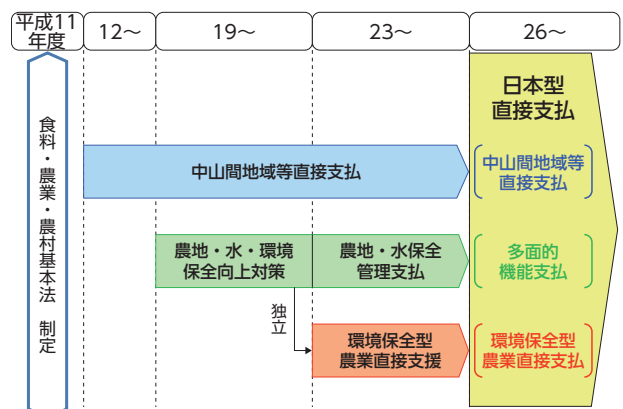 平成11
年度
12～
19～
23～
26～
食料・農業・農村基本法 制定
日本型
直接支払
中山間地域等直接支払
中山間地域等
直接支払
農地・水・環境
保全向上対策
農地・水保全
管理支払
多面的
機能支払
独立
環境保全型
農業直接支援
環境保全型
農業直接支払